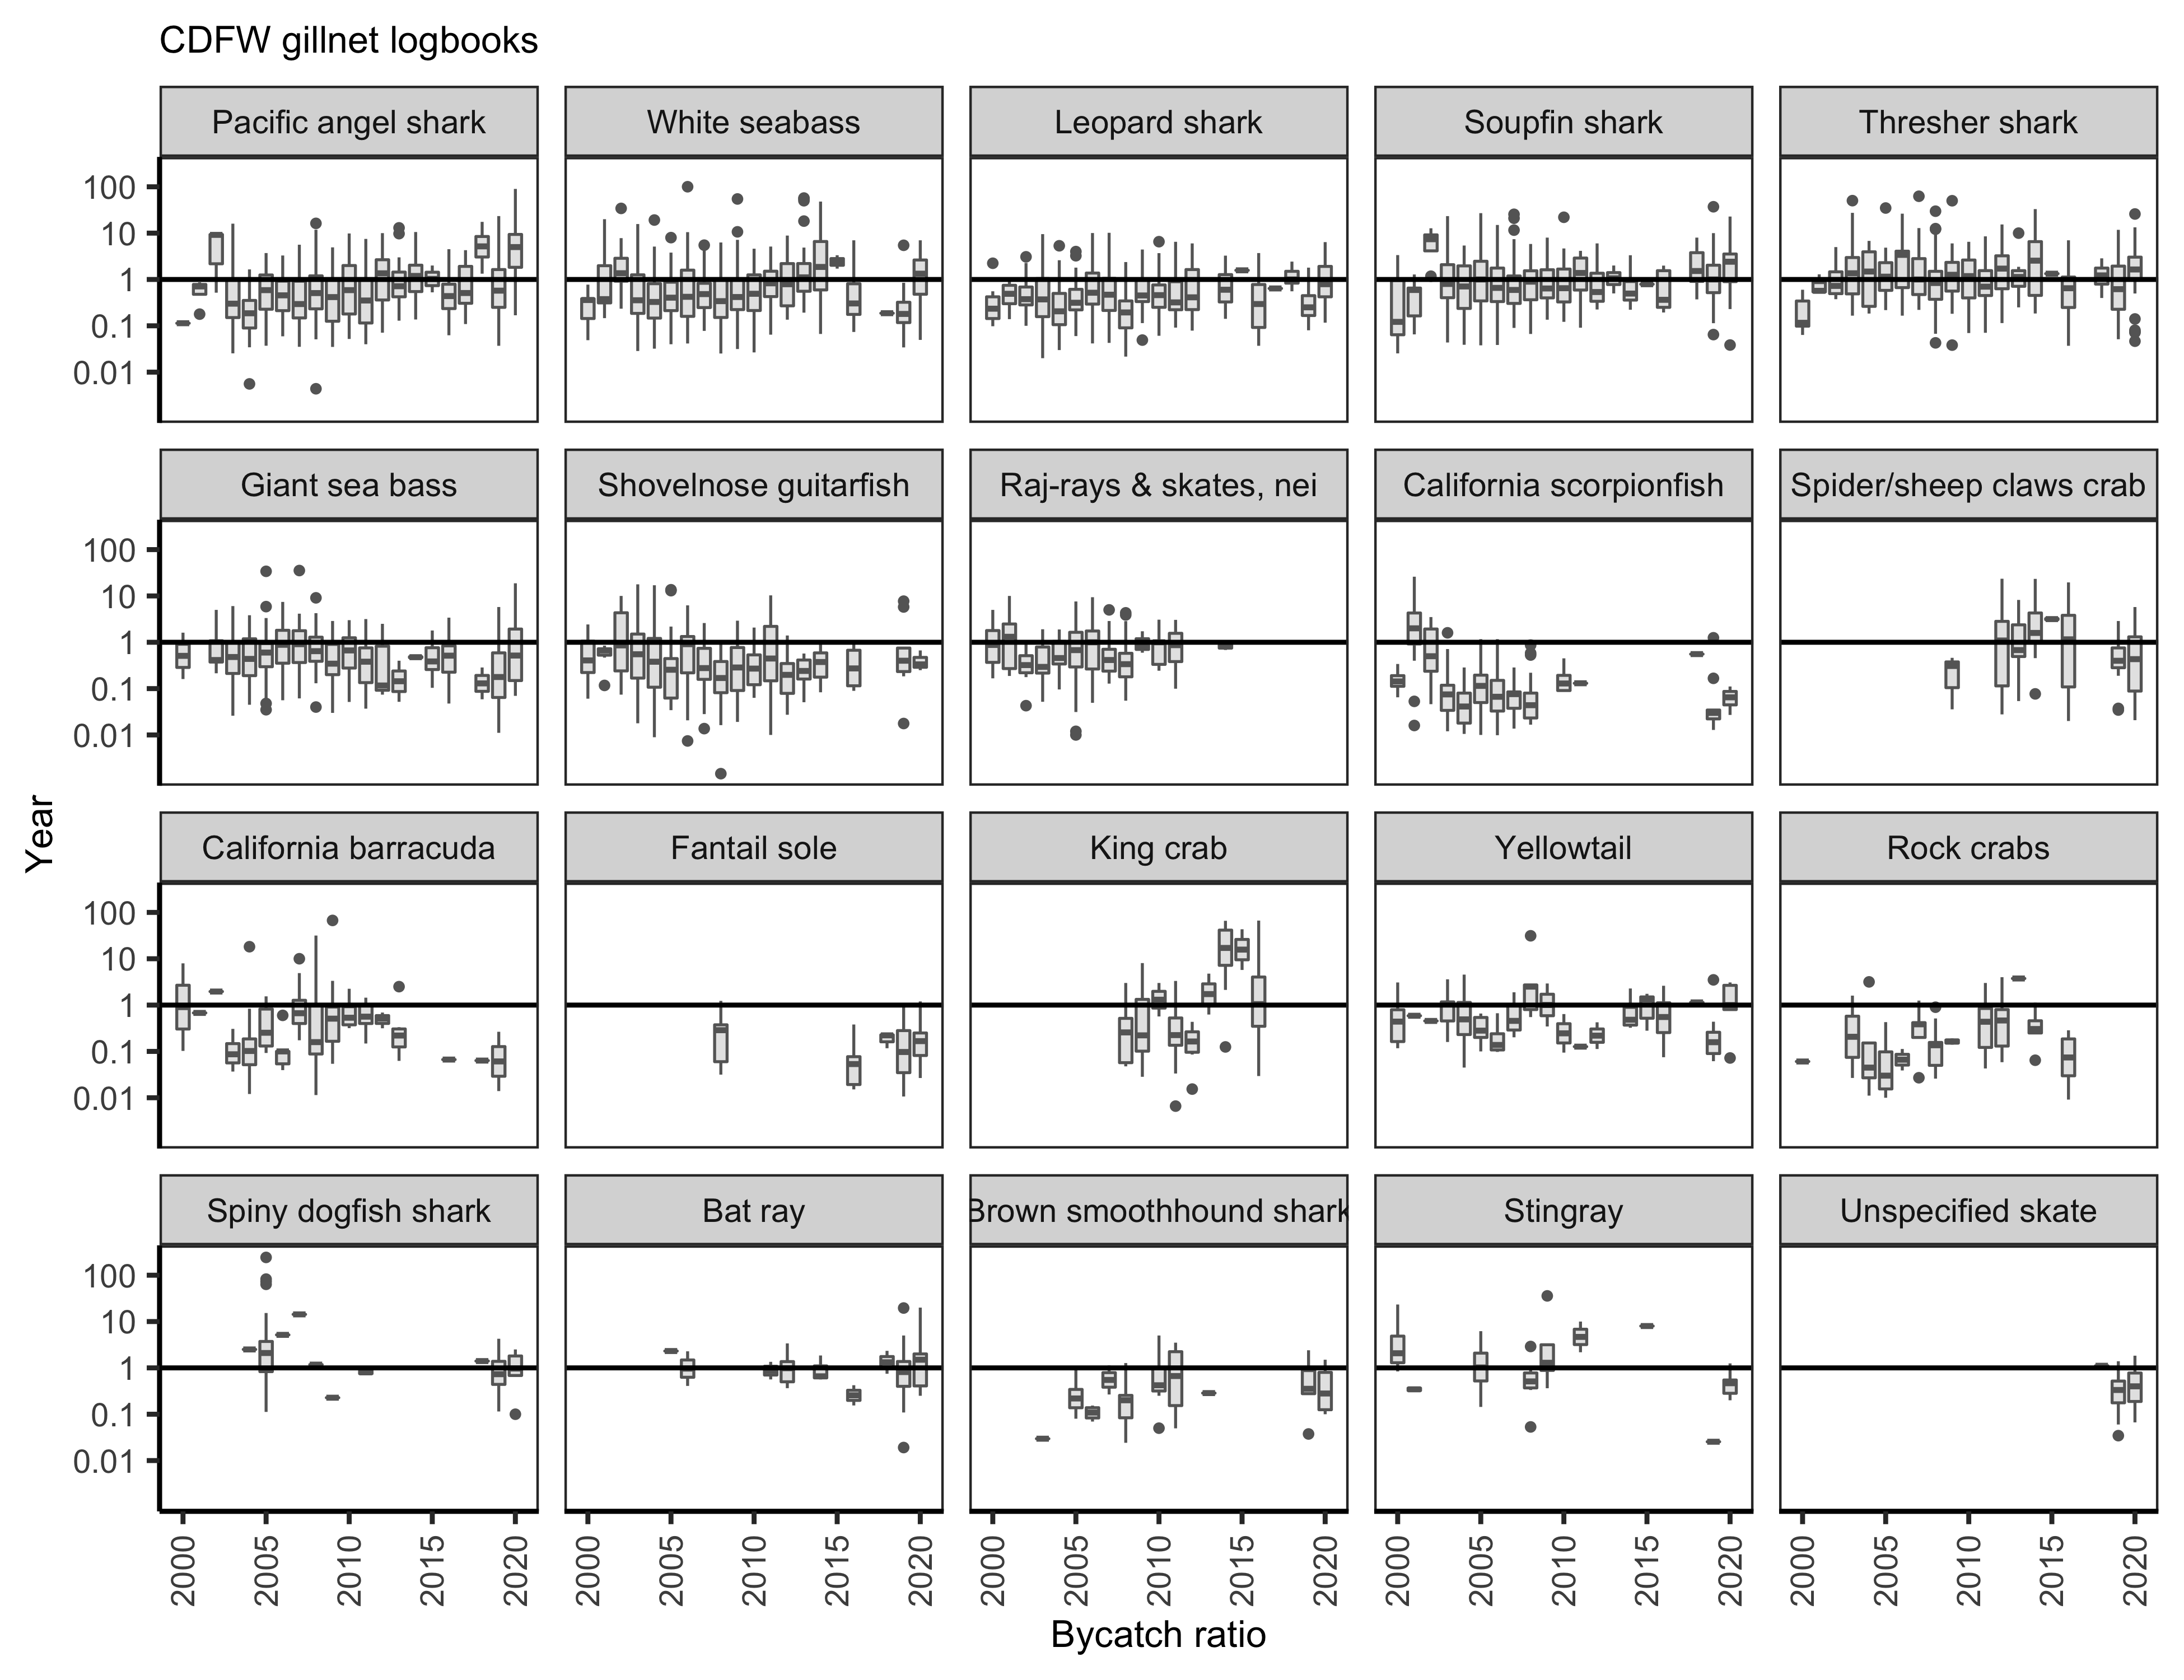 CDFW gillnet logbooks
Pacific angel shark
White seabass
Leopard shark
Soupfin shark
Thresher shark
100
10
1
0.1
0.01
Giant sea bass
Shovelnose guitarfish
Raj-rays & skates, nei
California scorpionfish
Spider/sheep claws crab
100
10
1
0.1
0.01
Year
California barracuda
Fantail sole
King crab
Yellowtail
Rock crabs
100
10
1
0.1
0.01
Spiny dogfish shark
Bat ray
Brown smoothhound shark
Stingray
Unspecified skate
100
10
1
0.1
0.01
2000 2005 2010 2015 2020
2000 2005 2010 2015 2020
2000 2005 2010 2015 2020
2000 2005 2010 2015 2020
2000 2005 2010 2015 2020
Bycatch ratio